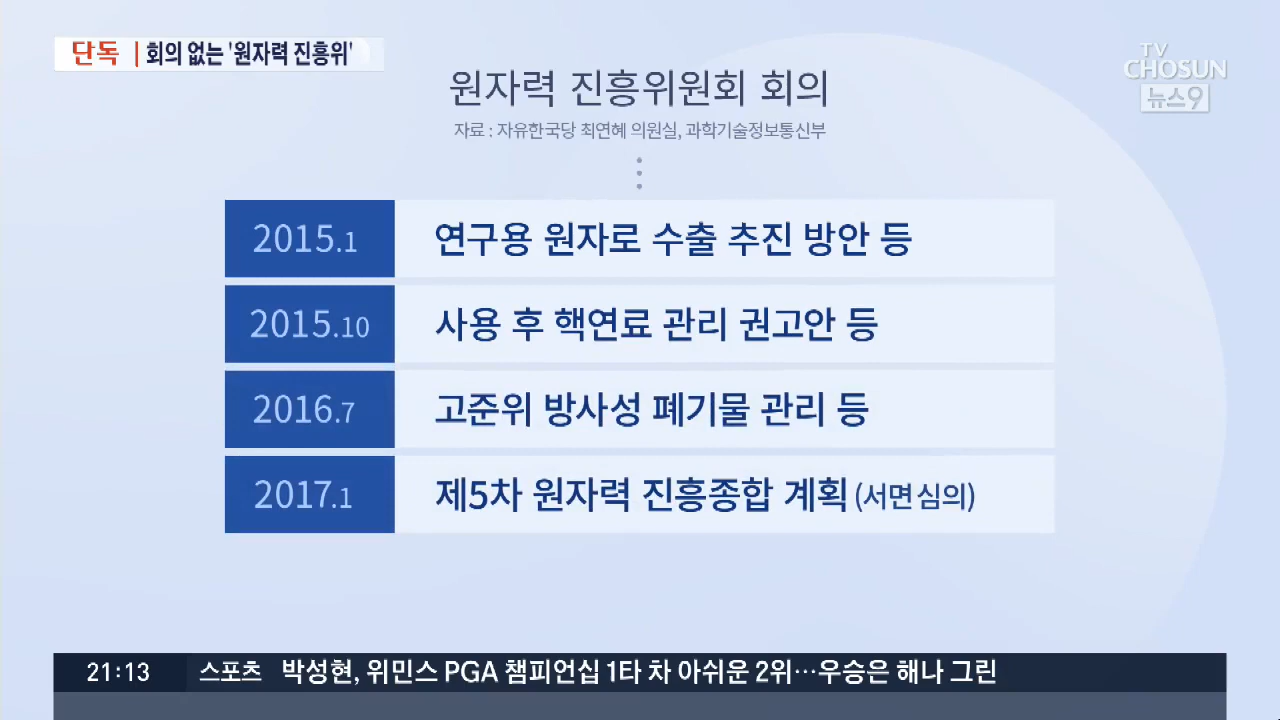 단독 | 회의 없는 '원자력 진흥위'
TV
CHOSUN
뉴스9
원자력 진흥위원회 회의
자료 : 자유한국당 최연혜 의원실, 과학기술정보통신부
2015.1 연구용 원자로 수출 추진 방안 등
2015.10 사용 후 핵연료 관리 권고안 등
2016.7 고준위 방사성 폐기물 관리 등
2017.1 제5차 원자력 진흥종합 계획 (서면 심의)
21:13 스포츠 박성현, 위민스 PGA 챔피언십 1타 차 아쉬운 2위…우승은 해나 그린